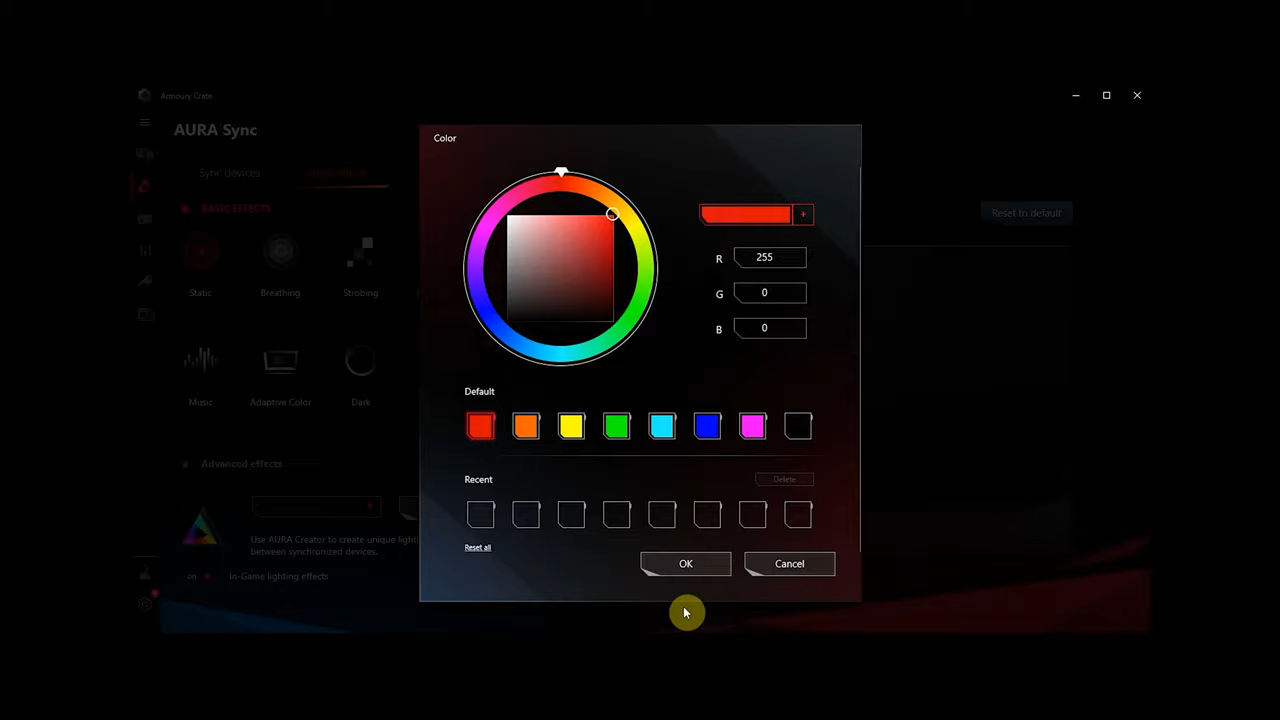 Armoury Crate
AURA Sync
Sync devices
BASIC EFFECTS
Static
Breathing
Strobing
Music
Adaptive Color
Dark
Advanced effects
Use AURA Creator to create unique lighti
between synchronized devices.
on
In-Game lighting effects
Reset to default
Color
R 255
G 0
B 0
Default
Recent
Delete
Reset all
OK
Cancel